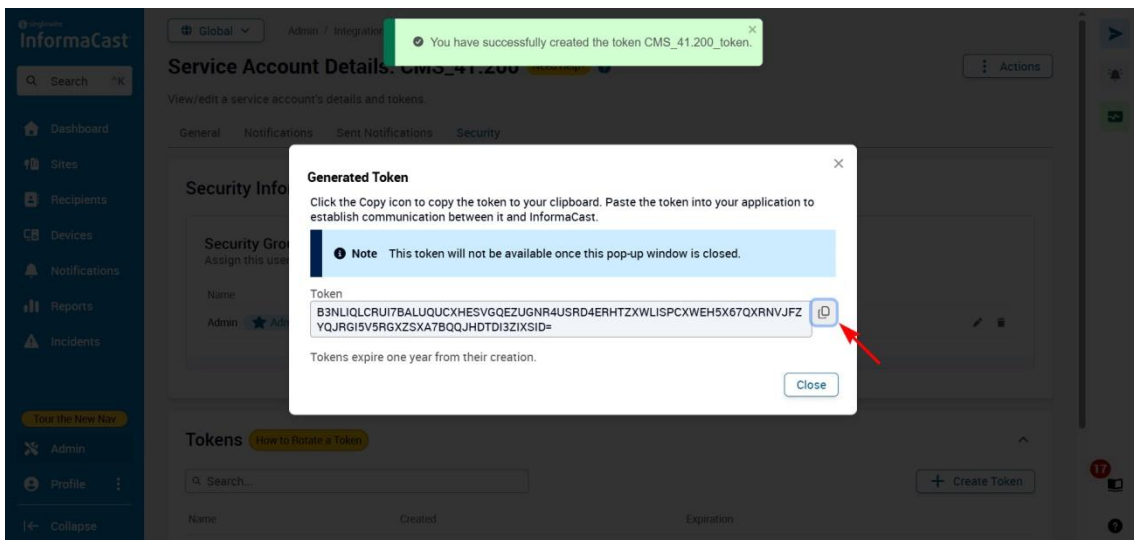 singlewire
InformaCast
Search ^K
Dashboard
Sites
Recipients
Devices
Notifications
Reports
Incidents
Tour the New Nav
Admin
Profile
Collapse
Global
Admin / Integration
You have successfully created the token CMS_41.200_token.
Service Account Details: CMS_41.200
Actions
View/edit a service account's details and tokens.
General Notifications Sent Notifications Security
Security Info
Security Gro
Assign this user
Name
Admin Adm
Generated Token
Click the Copy icon to copy the token to your clipboard. Paste the token into your application to
establish communication between it and InformaCast.
Note This token will not be available once this pop-up window is closed.
Token
B3NLIQLCRUI7BALUQUCXHESVGQEZUGNR4USRD4ERHTZXWLISPCXWEH5X67QXRNVJFZ
YQJRGI5V5RGXZSXA7BQQJHDTDI3ZIXSID=
Tokens expire one year from their creation.
Close
Tokens How to Rotate a Token
Search...
Create Token
Name Created Expiration
17